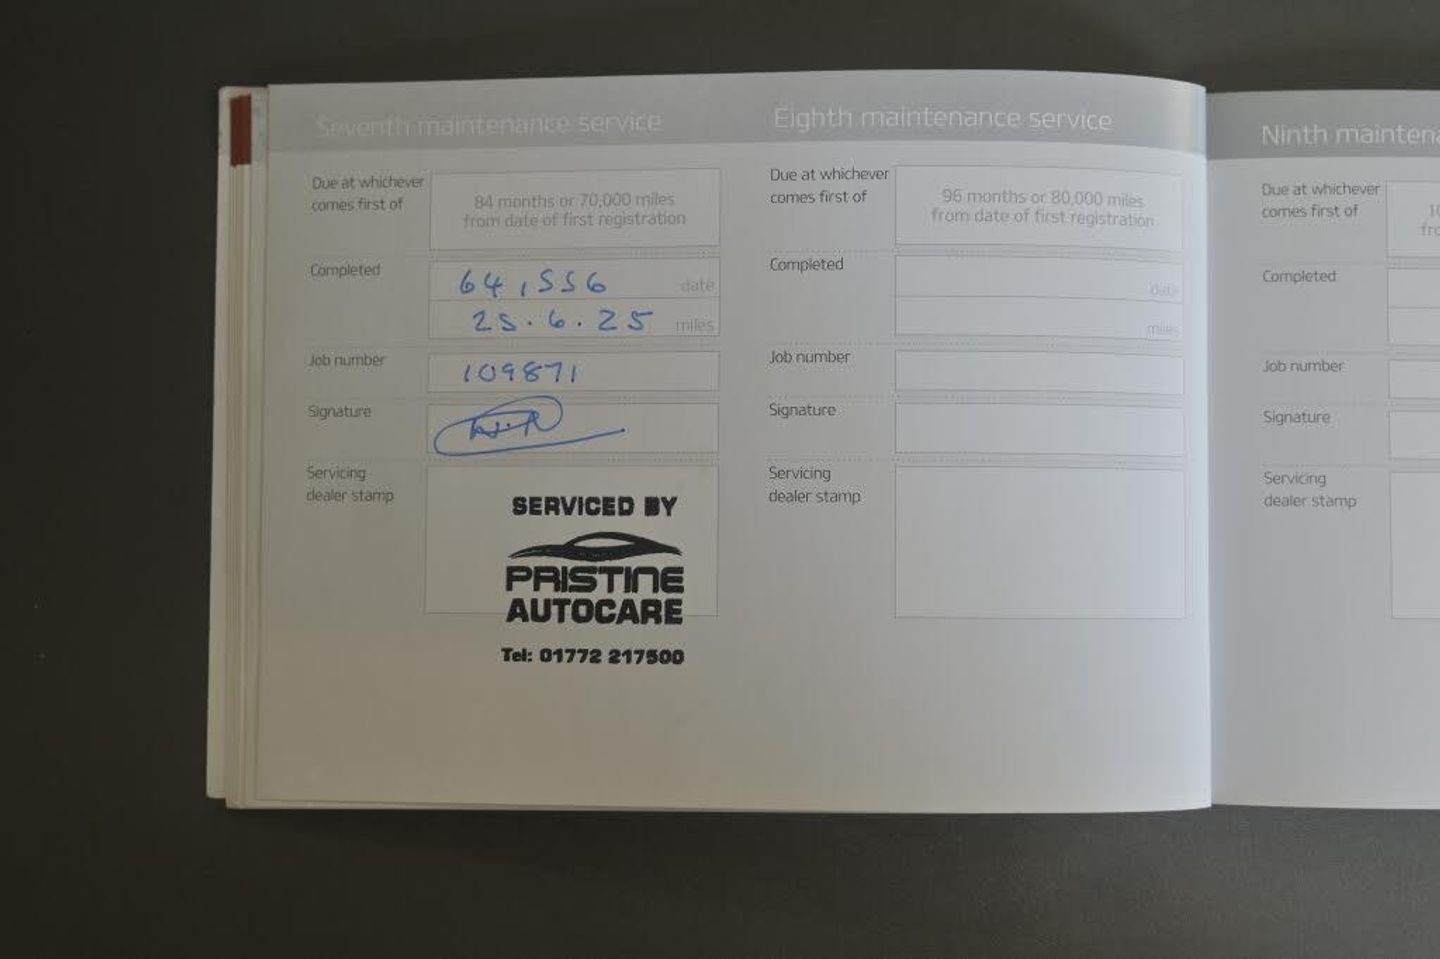 Seventh maintenance service
Due at whichever
comes first of
84 months or 70,000 miles
from date of first registration
Completed
64,556
date
25.6.25
miles
Job number
109871
Signature
Servicing
dealer stamp
SERVICED BY
PRISTINE
AUTOCARE
Tel: 01772 217500
Eighth maintenance service
Due at whichever
comes first of
96 months or 80,000 miles
from date of first registration
Completed
date
miles
Job number
Signature
Servicing
dealer stamp
Ninth
Due at whichever
comes first of
Completed
Job number
Signature
Servicing
dealer stamp